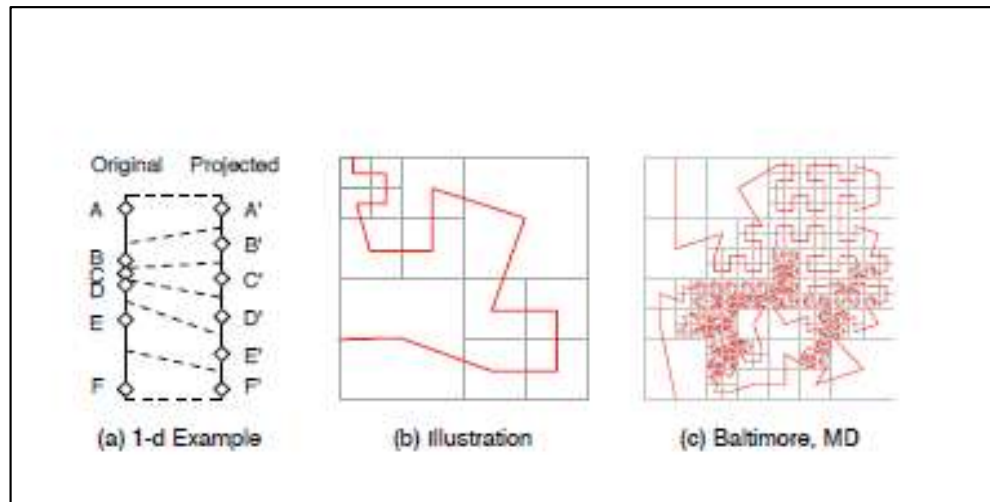 Original Projected
A A'
B B'
C C'
D D'
E E'
F F'
(a) 1-d Example
(b) Illustration
(c) Baltimore, MD